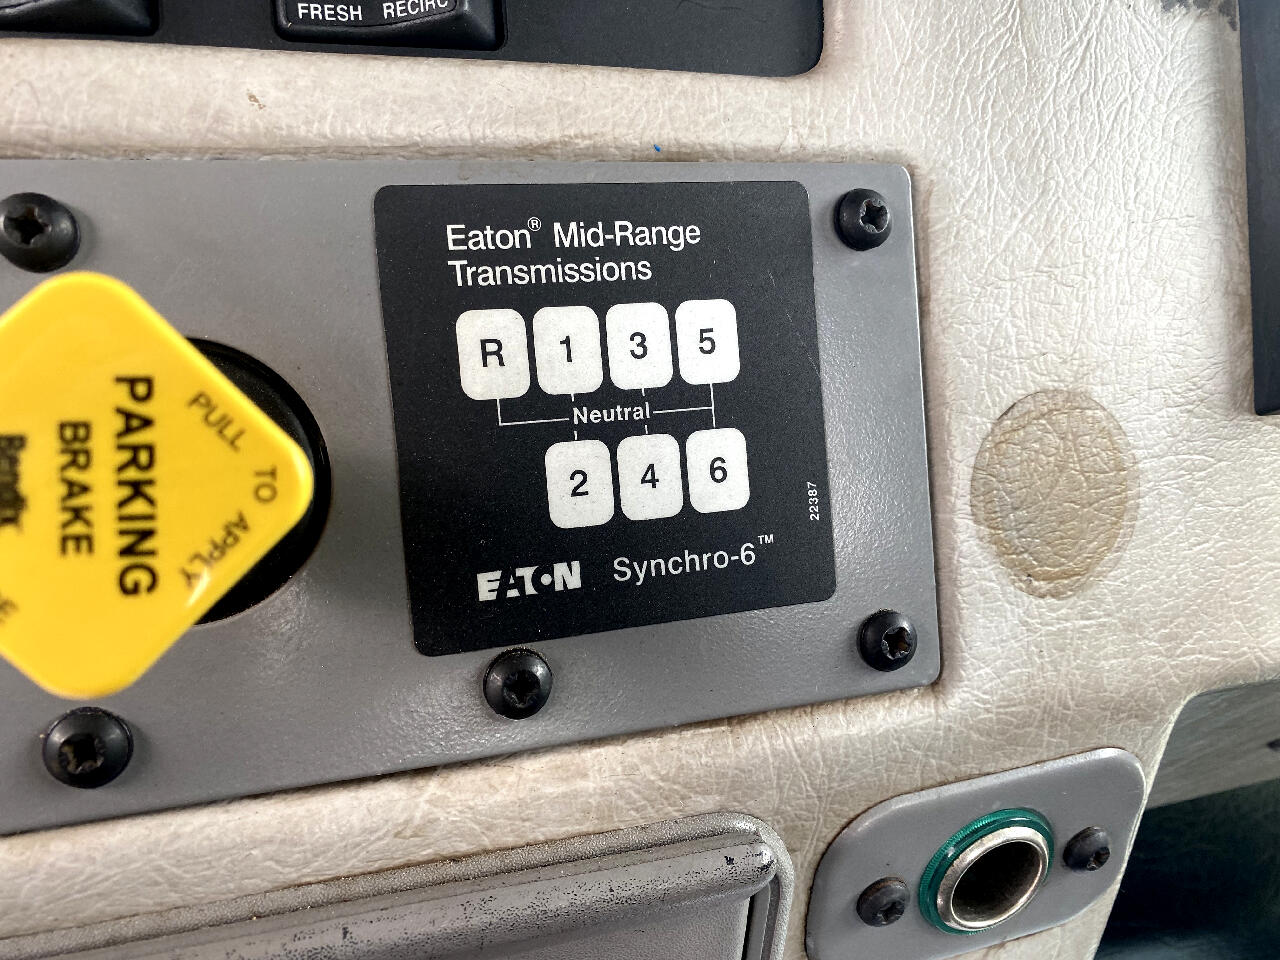 FRESH RECIRC
Eaton® Mid-Range
Transmissions
R 1 3 5
Neutral
2 4 6
22387
EATON Synchro-6™
PARKING
BRAKE
PULL TO APPLY
Bendix